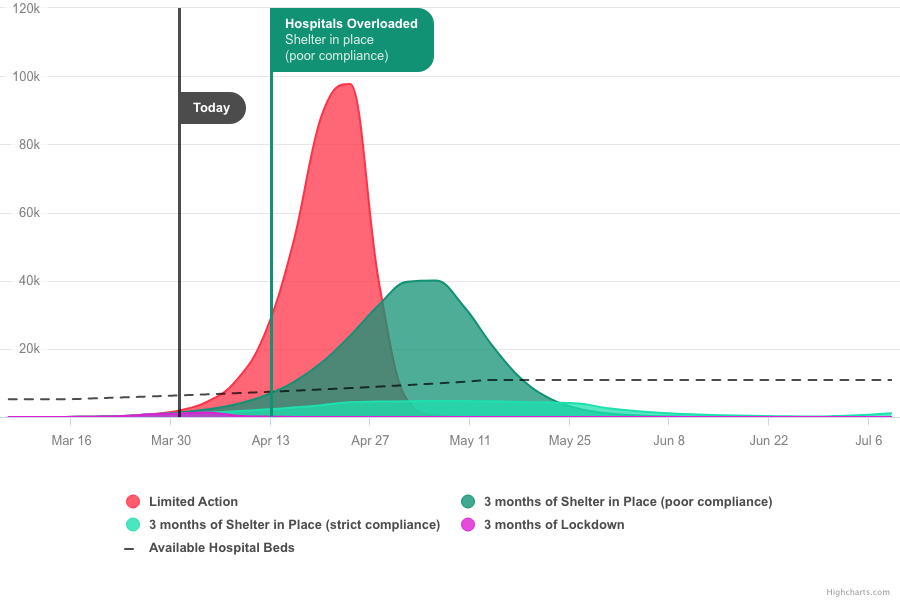 120k
Hospitals Overloaded
Shelter in place
(poor compliance)
100k
Today
80k
60k
40k
20k
Mar 16 Mar 30 Apr 13 Apr 27 May 11 May 25 Jun 8 Jun 22 Jul 6
Limited Action 3 months of Shelter in Place (poor compliance)
3 months of Shelter in Place (strict compliance) 3 months of Lockdown
Available Hospital Beds
Highcharts.com